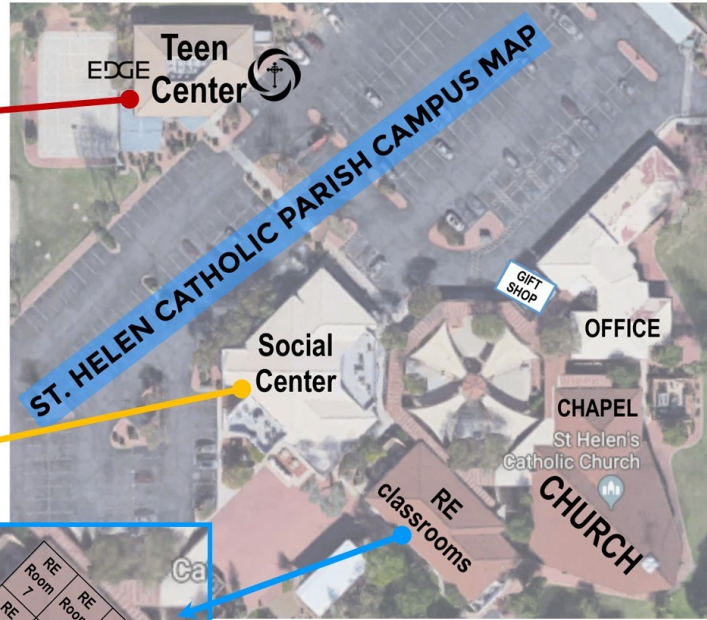 EDGE
Teen
Center
ST. HELEN CATHOLIC PARISH CAMPUS MAP
GIFT
SHOP
OFFICE
Social
Center
CHAPEL
St Helen's
Catholic Church
CHURCH
RE
classrooms
Ca
RE
Room
7
RE
RE